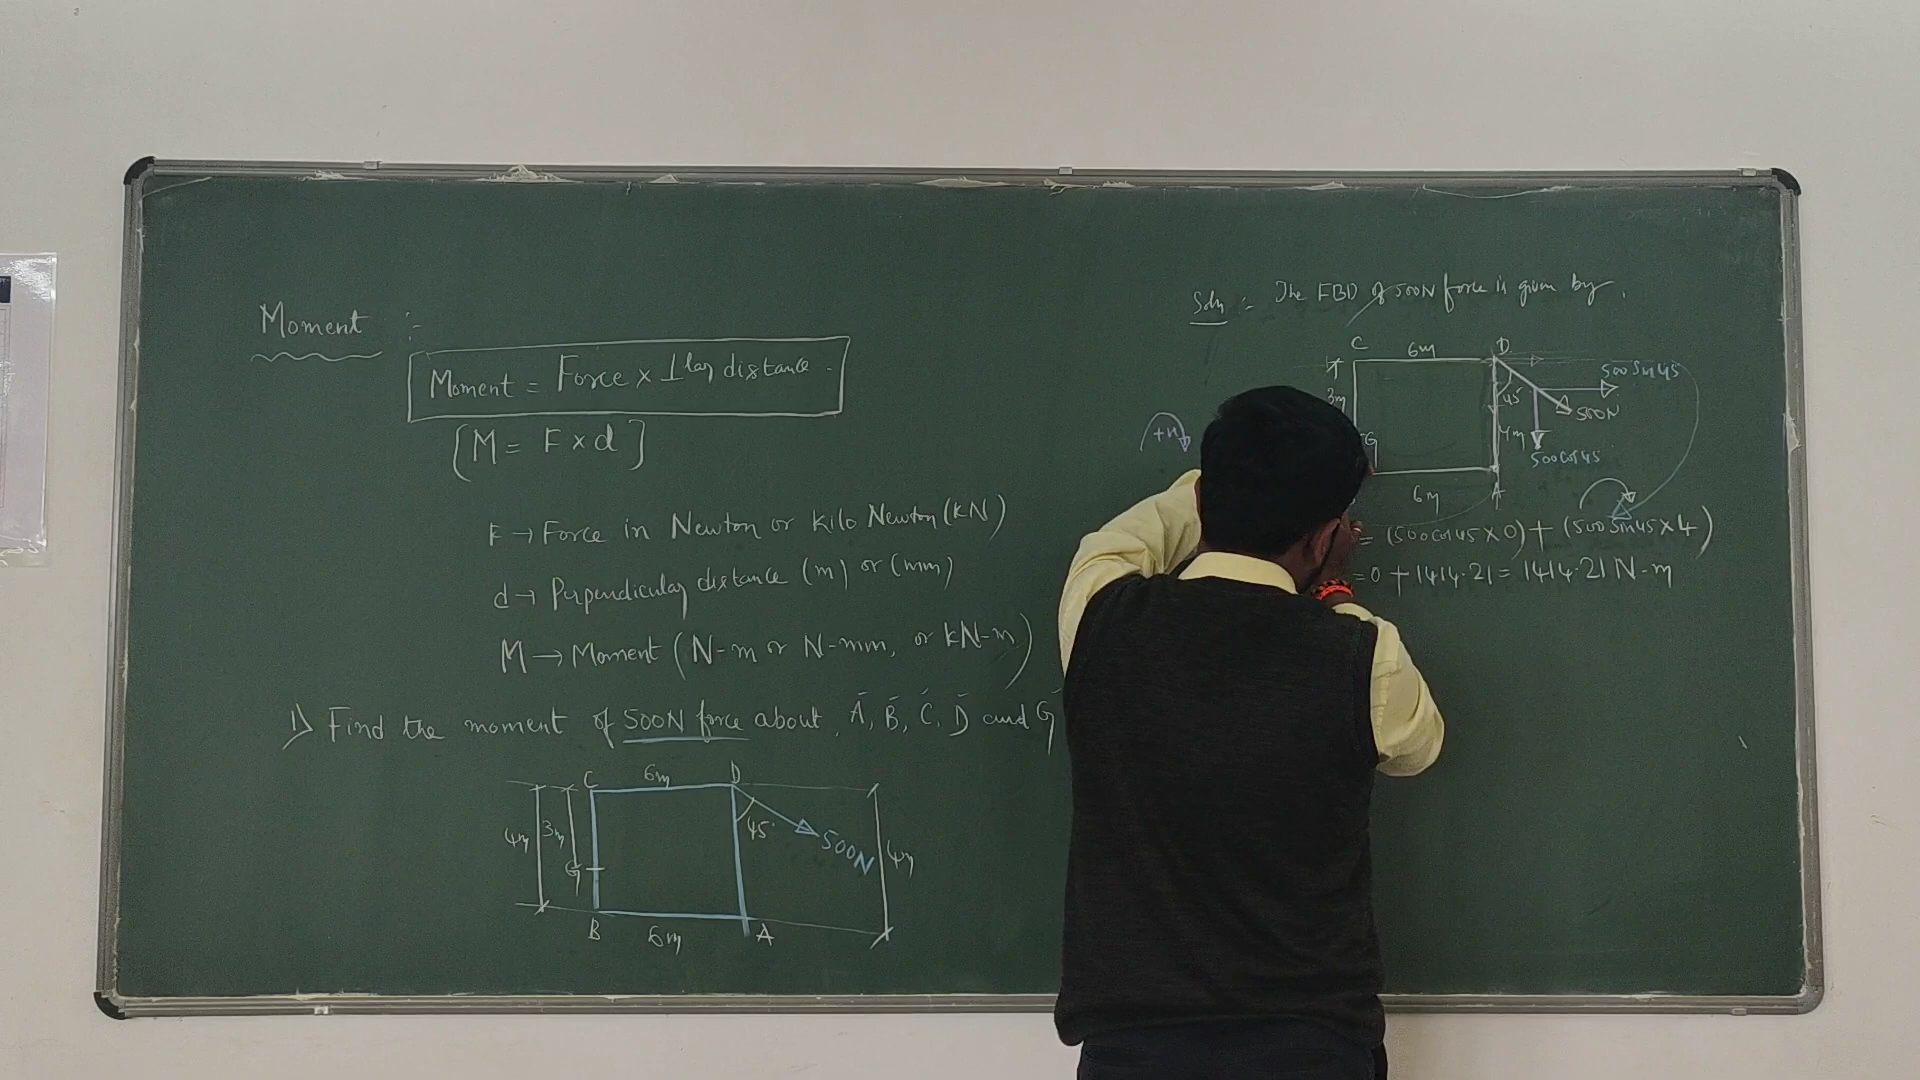 Moment :-
Moment = Force × ⊥lar distance.
[M = F × d]
F → Force in Newton or Kilo Newton (KN)
d → Perpendicular distance (m) or (mm)
M → Moment (N-m or N-mm, or kN-m)
1) Find the moment of 500N force about, A, B, C, D and G
C 6m D
4m 3m 45° 500N 4m
G
B 6m A
Soln :- The FBD of 500N force is given by,
C 6m D
3m 45 500 Sin 45
500N
+M G 4m 500 Cos 45
6m A
= (500 cos 45 × 0) + (500 Sin 45 × 4)
= 0 + 1414.21 = 1414.21 N-m